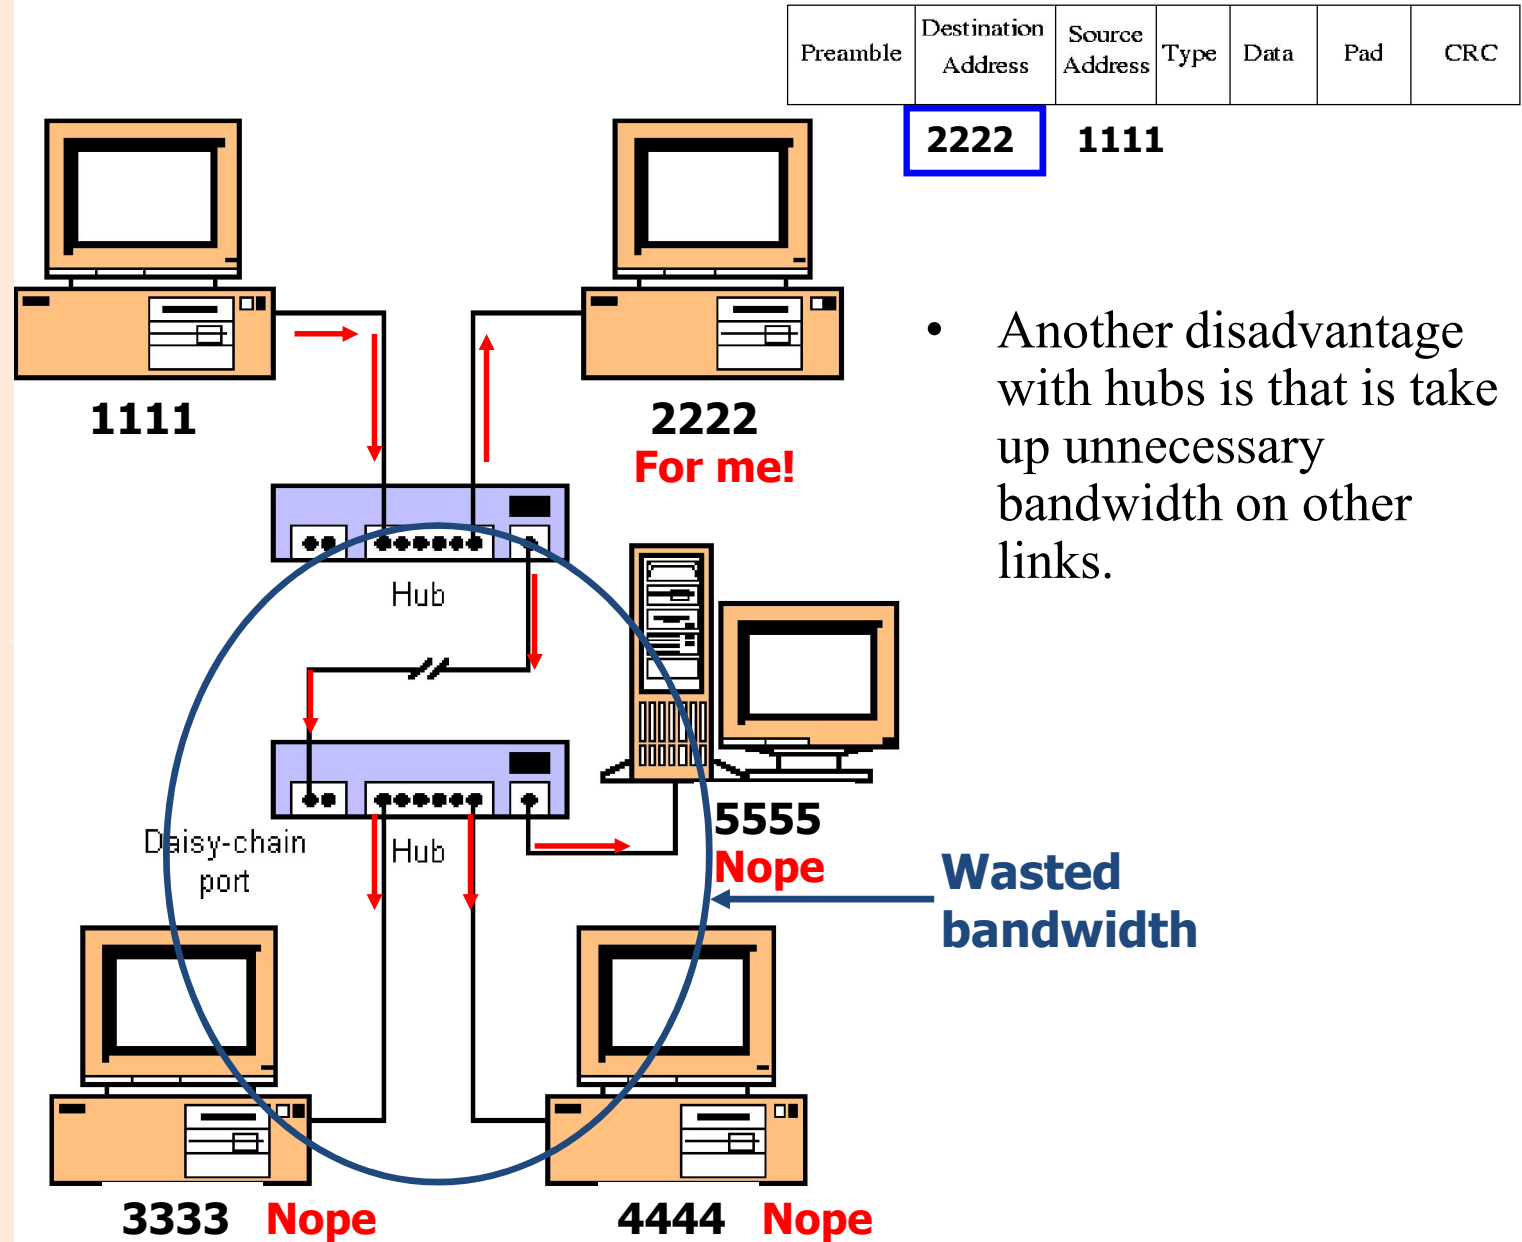 Preamble
Destination
Address
Source
Address
Type
Data
Pad
CRC
2222
1111
1111
2222
For me!
• Another disadvantage
with hubs is that is take
up unnecessary
bandwidth on other
links.
Hub
5555
Nope
Daisy-chain
port
Hub
Wasted
bandwidth
3333 Nope
4444 Nope